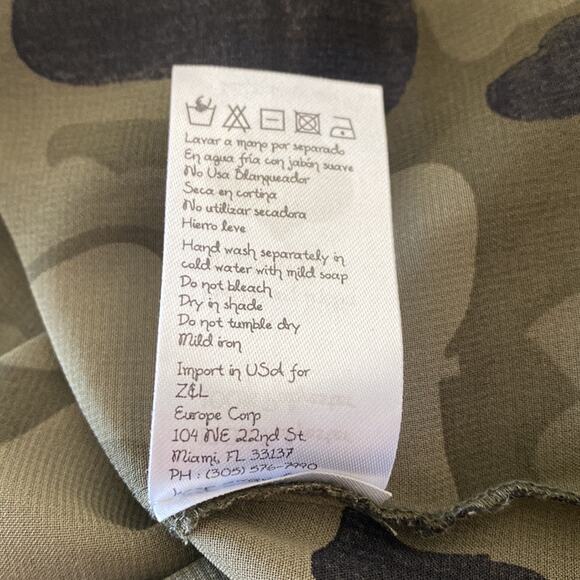 Lavar a mano por separado
En agua fría con jabón suave
No Usa Blanqueador
Seca en cortina
No utilizar secadora
Hierro leve
Hand wash separately in
cold water with mild soap
Do not bleach
Dry in shade
Do not tumble dry
Mild iron
Import in USA for
Z&L
Europe Corp
104 NE 22nd St.
Miami, FL 33137
PH : (305) 576-7990